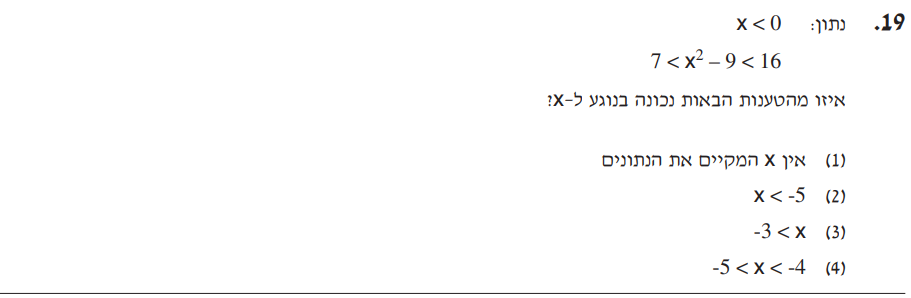 19. נתון: x < 0
7 < x² – 9 < 16
איזו מהטענות הבאות נכונה בנוגע ל-x?
(1) אין x המקיים את הנתונים
(2) x < -5
(3) -3 < x
(4) -5 < x < -4